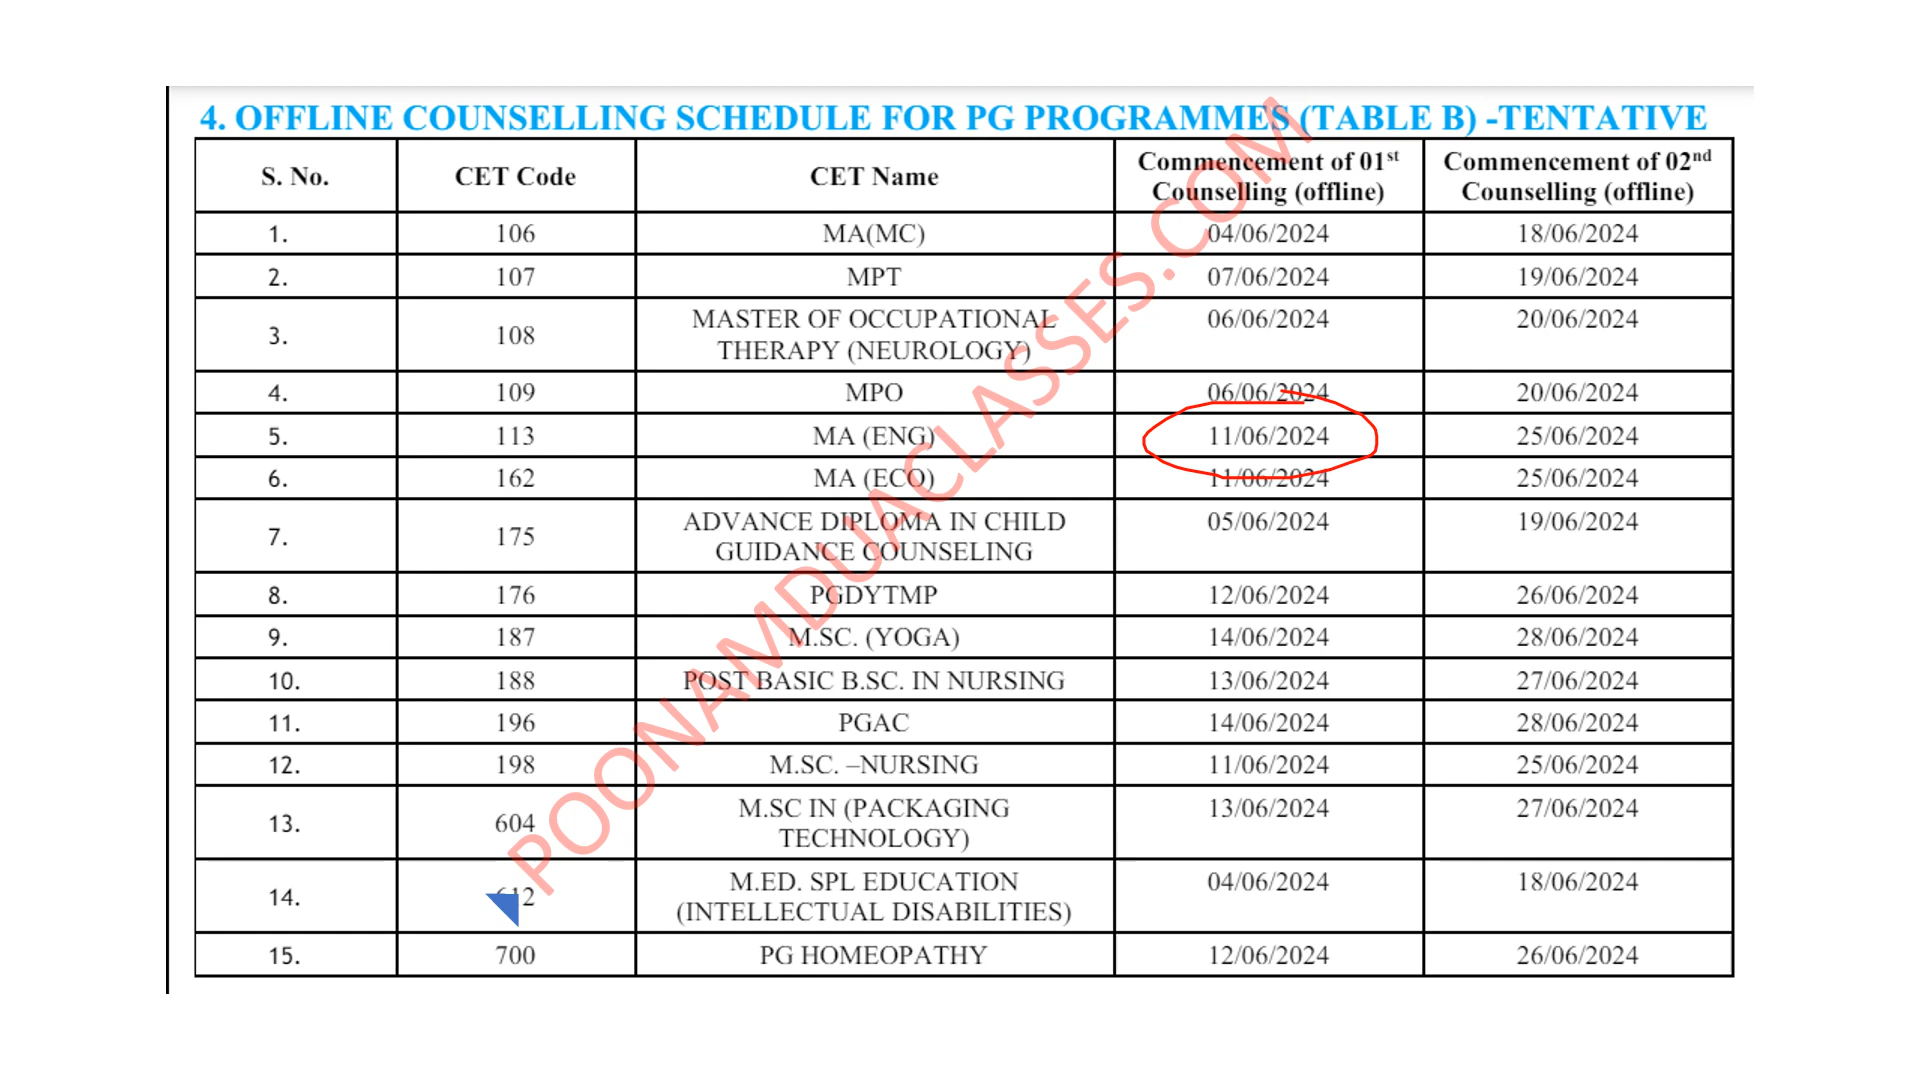 4. OFFLINE COUNSELLING SCHEDULE FOR PG PROGRAMMES (TABLE B) -TENTATIVE
S. No. CET Code CET Name Commencement of 01st Counselling (offline) Commencement of 02nd Counselling (offline)
1. 106 MA(MC) 04/06/2024 18/06/2024
2. 107 MPT 07/06/2024 19/06/2024
3. 108 MASTER OF OCCUPATIONAL THERAPY (NEUROLOGY) 06/06/2024 20/06/2024
4. 109 MPO 06/06/2024 20/06/2024
5. 113 MA (ENG) 11/06/2024 25/06/2024
6. 162 MA (ECO) 11/06/2024 25/06/2024
7. 175 ADVANCE DIPLOMA IN CHILD GUIDANCE COUNSELING 05/06/2024 19/06/2024
8. 176 PGDYTMP 12/06/2024 26/06/2024
9. 187 M.SC. (YOGA) 14/06/2024 28/06/2024
10. 188 POST BASIC B.SC. IN NURSING 13/06/2024 27/06/2024
11. 196 PGAC 14/06/2024 28/06/2024
12. 198 M.SC. –NURSING 11/06/2024 25/06/2024
13. 604 M.SC IN (PACKAGING TECHNOLOGY) 13/06/2024 27/06/2024
14. 612 M.ED. SPL EDUCATION (INTELLECTUAL DISABILITIES) 04/06/2024 18/06/2024
15. 700 PG HOMEOPATHY 12/06/2024 26/06/2024
POONAMDUACLASSES.COM